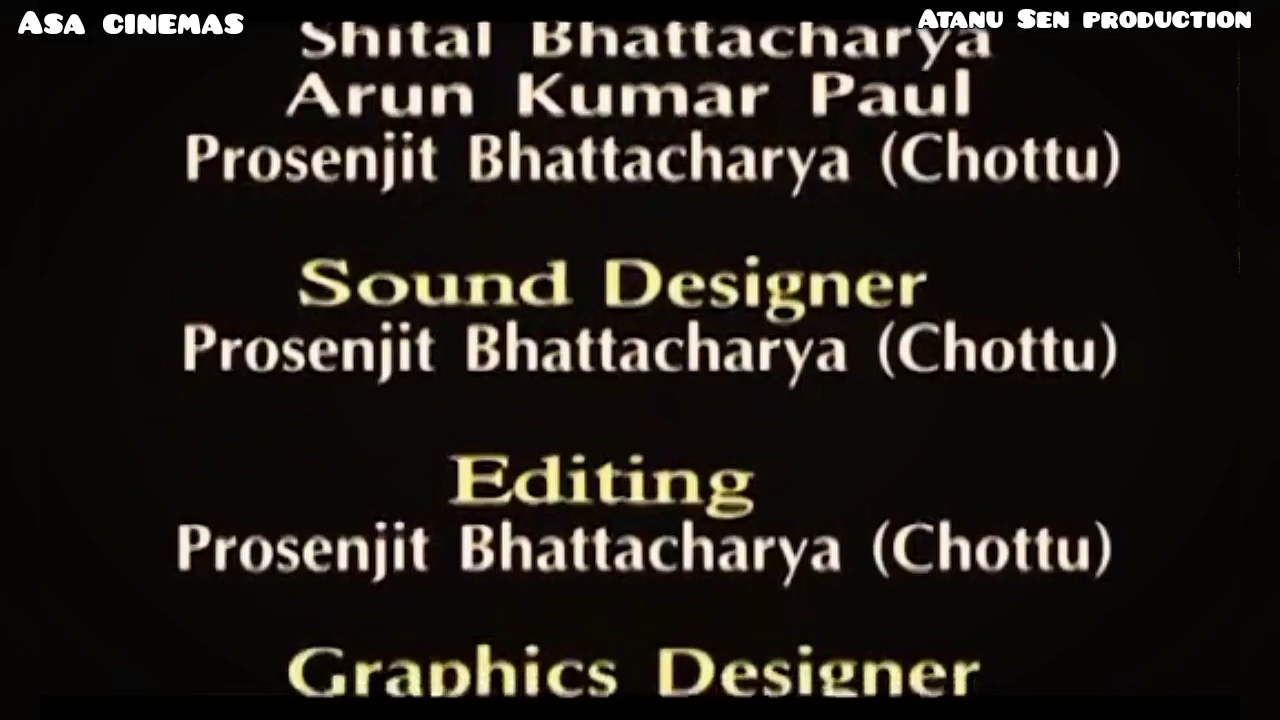 Asa cinemas
Atanu Sen production
Shital Bhattacharya
Arun Kumar Paul
Prosenjit Bhattacharya (Chottu)
Sound Designer
Prosenjit Bhattacharya (Chottu)
Editing
Prosenjit Bhattacharya (Chottu)
Graphics Designer